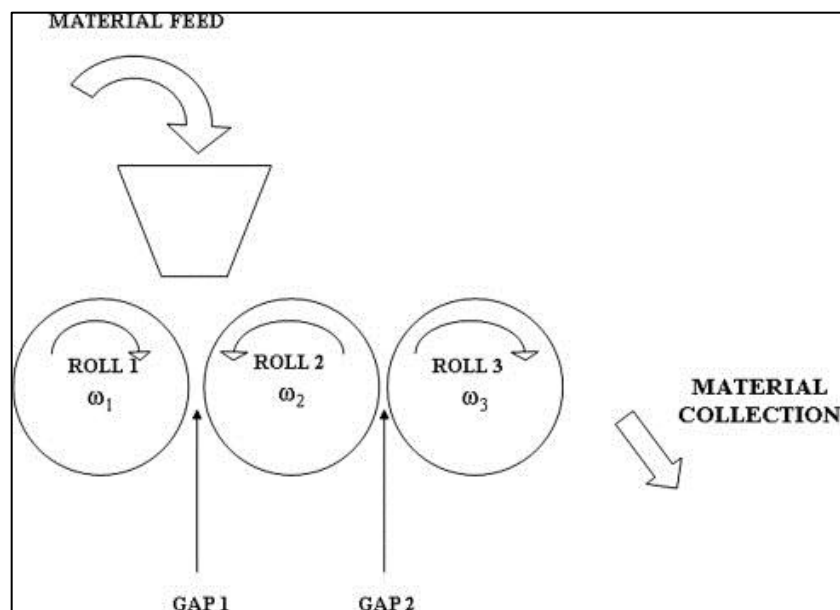 MATERIAL FEED
ROLL 1
ω₁
ROLL 2
ω₂
ROLL 3
ω₃
MATERIAL
COLLECTION
GAP 1
GAP 2